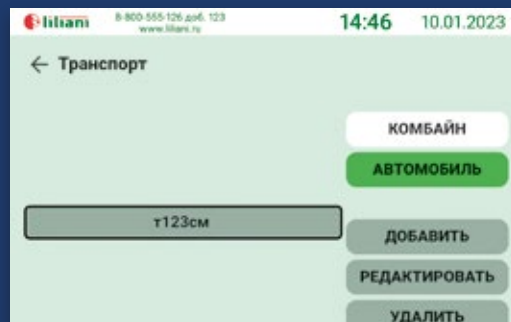 liliani
8-800-555-126 доб. 123
www.liliani.ru
14:46 10.01.2023
← Транспорт
КОМБАЙН
АВТОМОБИЛЬ
т123см
ДОБАВИТЬ
РЕДАКТИРОВАТЬ
УДАЛИТЬ